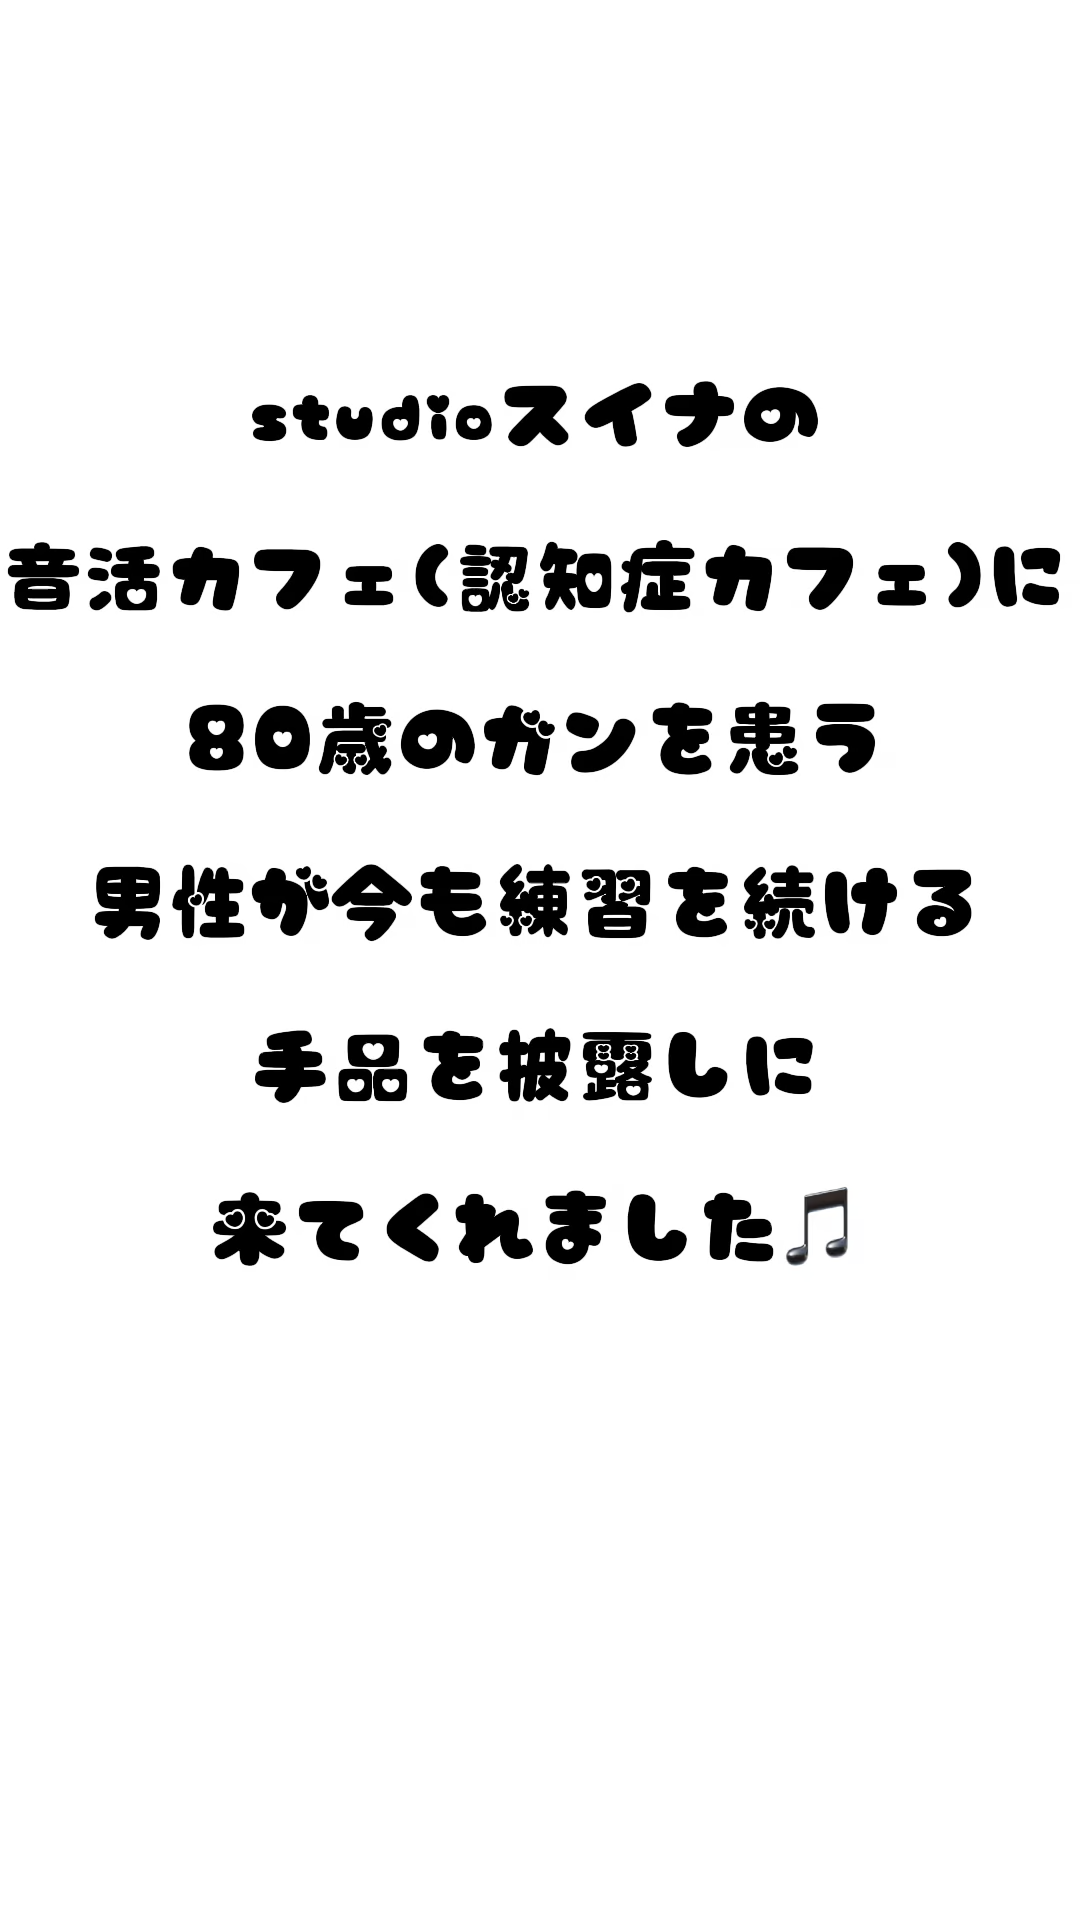 studioスイナの
音活カフェ(認知症カフェ)に
80歳のガンを患う
男性が今も練習を続ける
手品を披露しに
来てくれました🎵